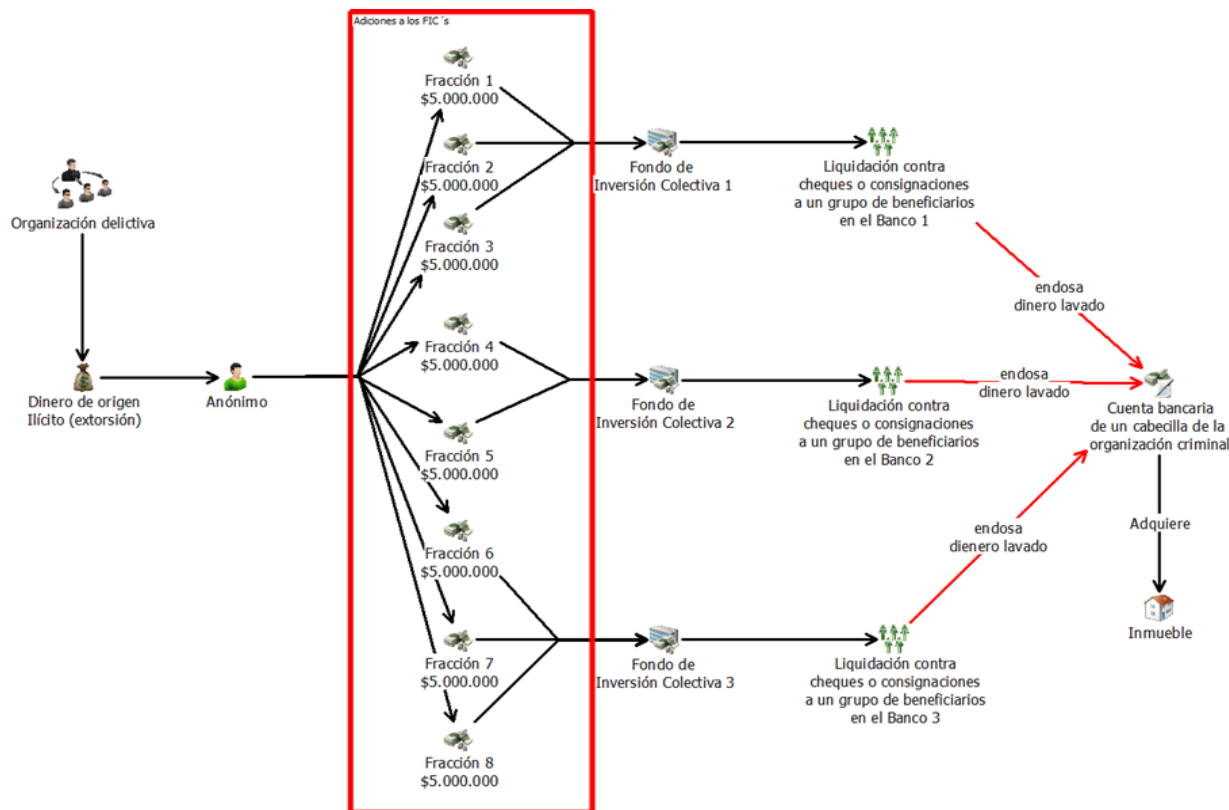 Adiciones a los FIC´s
Organización delictiva
Dinero de origen
Ilícito (extorsión)
Anónimo
Fracción 1
$5.000.000
Fracción 2
$5.000.000
Fracción 3
$5.000.000
Fracción 4
$5.000.000
Fracción 5
$5.000.000
Fracción 6
$5.000.000
Fracción 7
$5.000.000
Fracción 8
$5.000.000
Fondo de
Inversión Colectiva 1
Fondo de
Inversión Colectiva 2
Fondo de
Inversión Colectiva 3
Liquidación contra
cheques o consignaciones
a un grupo de beneficiarios
en el Banco 1
Liquidación contra
cheques o consignaciones
a un grupo de beneficiarios
en el Banco 2
Liquidación contra
cheques o consignaciones
a un grupo de beneficiarios
en el Banco 3
endosa
dinero lavado
endosa
dinero lavado
endosa
dienero lavado
Cuenta bancaria
de un cabecilla de la
organización criminal
Adquiere
Inmueble